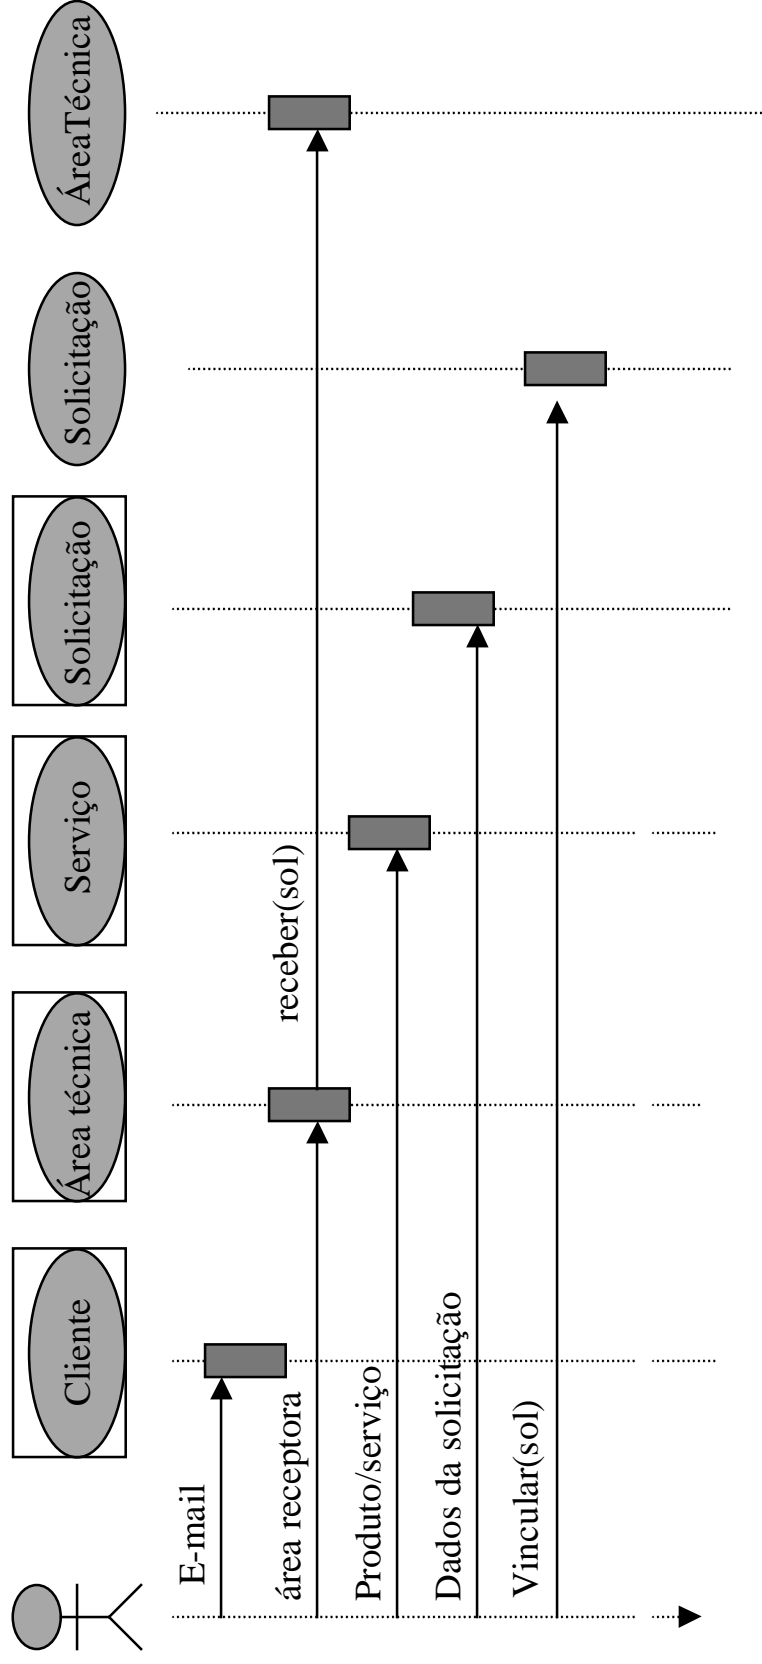 Cliente
Área técnica
Serviço
Solicitação
Solicitação
ÁreaTécnica
E-mail
área receptora
receber(sol)
Produto/serviço
Dados da solicitação
Vincular(sol)